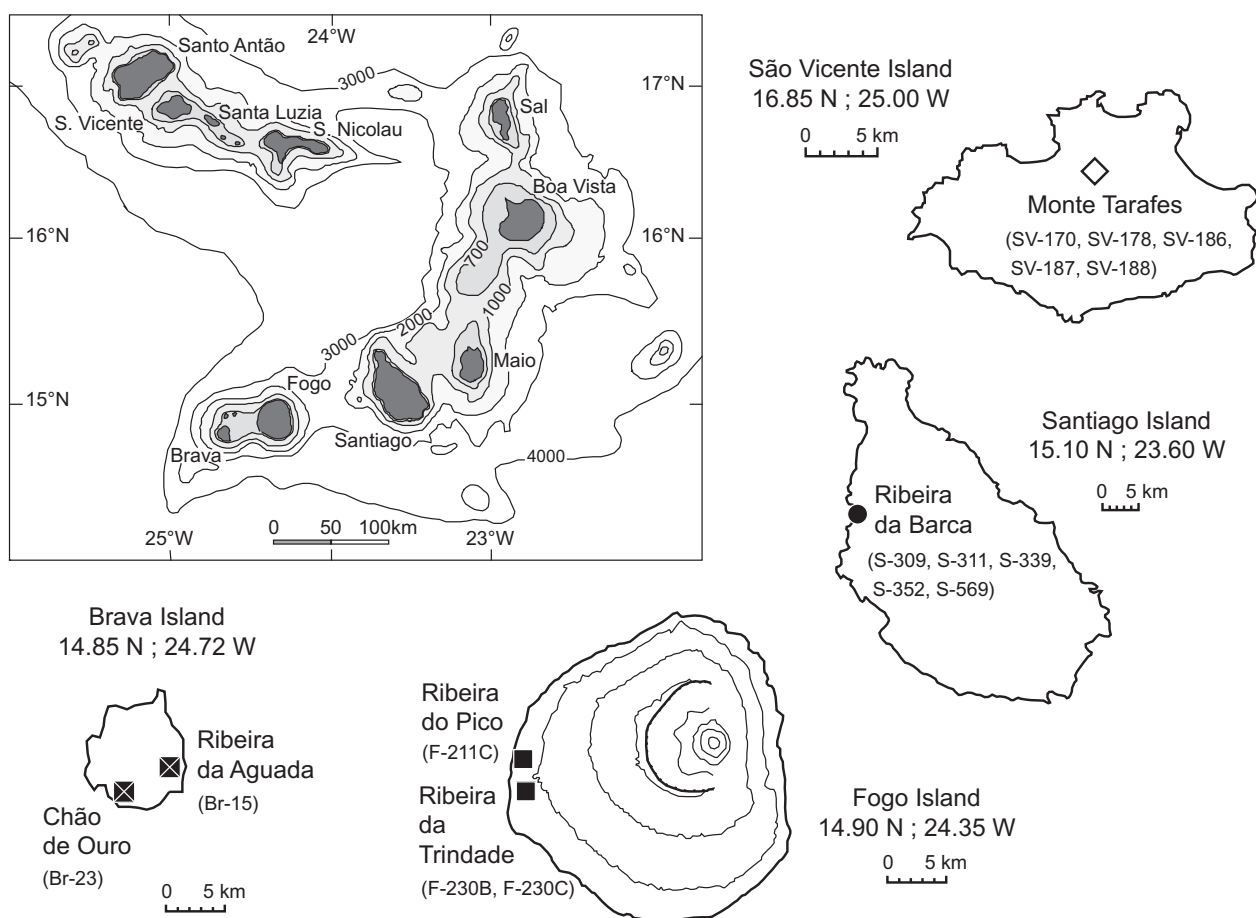 24°W
Santo Antão
3000
17°N
Sal
Santa Luzia
S. Vicente
S. Nicolau
Boa Vista
16°N
16°N
700
1000
2000
3000
Maio
Fogo
15°N
15°N
Santiago
Brava
4000
0 50 100km
25°W
23°W
São Vicente Island
16.85 N ; 25.00 W
0 5 km
Monte Tarafes
(SV-170, SV-178, SV-186,
SV-187, SV-188)
Santiago Island
15.10 N ; 23.60 W
0 5 km
Ribeira
da Barca
(S-309, S-311, S-339,
S-352, S-569)
Brava Island
14.85 N ; 24.72 W
Ribeira
da Aguada
(Br-15)
Chão
de Ouro
(Br-23)
0 5 km
Ribeira
do Pico
(F-211C)
Ribeira
da
Trindade
(F-230B, F-230C)
Fogo Island
14.90 N ; 24.35 W
0 5 km